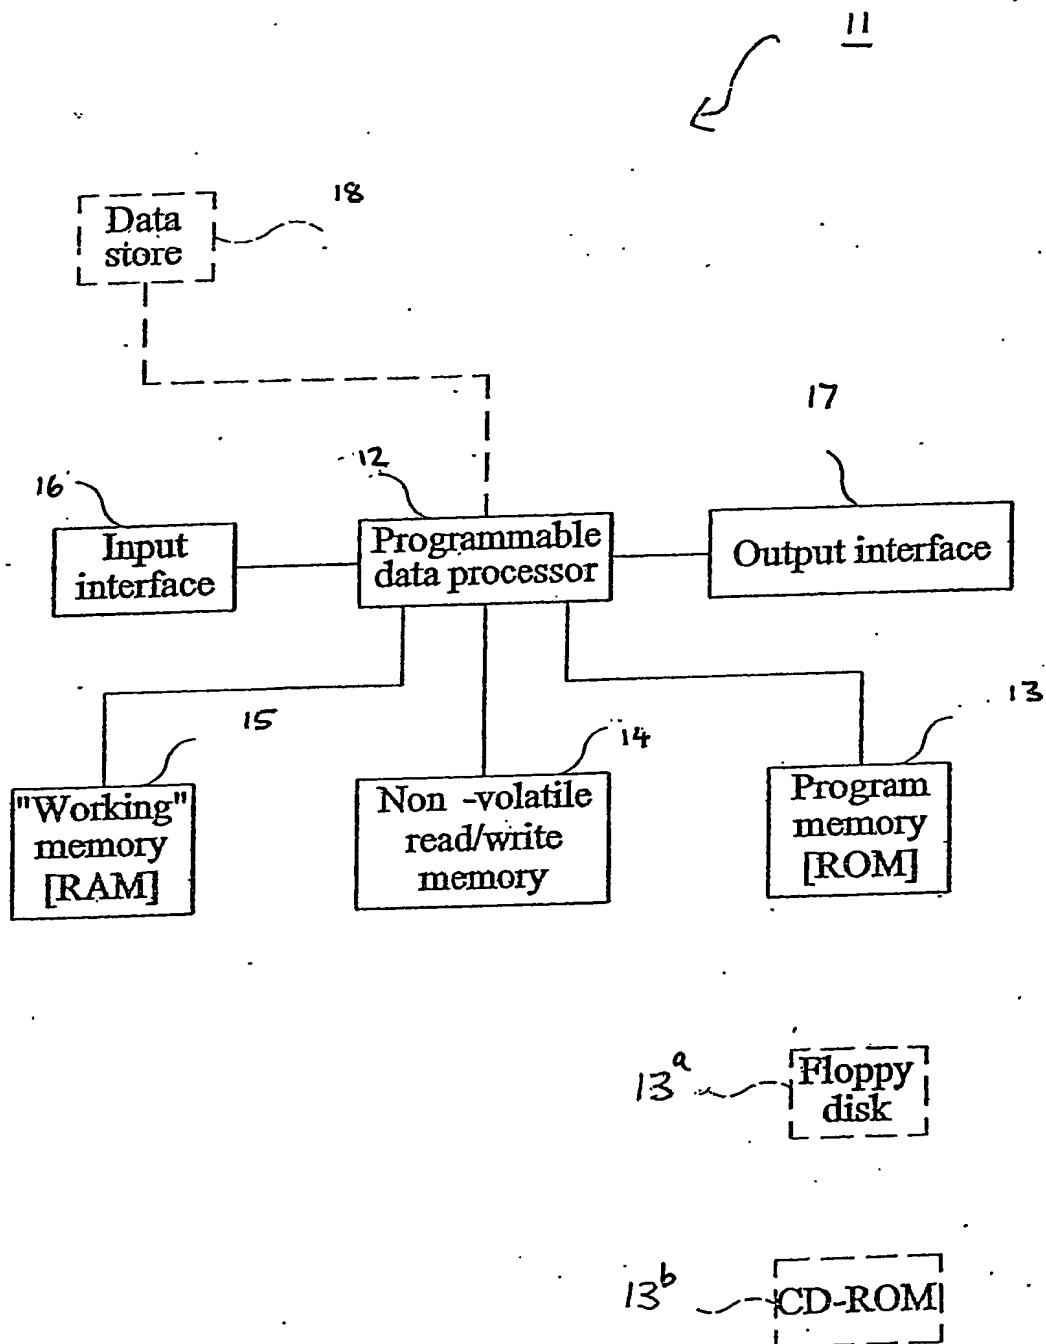 11
18
Data
store
17
12
16
Programmable
data processor
Input
interface
Output interface
15
14
13
"Working"
memory
[RAM]
Non -volatile
read/write
memory
Program
memory
[ROM]
13a
Floppy
disk
13b
CD-ROM